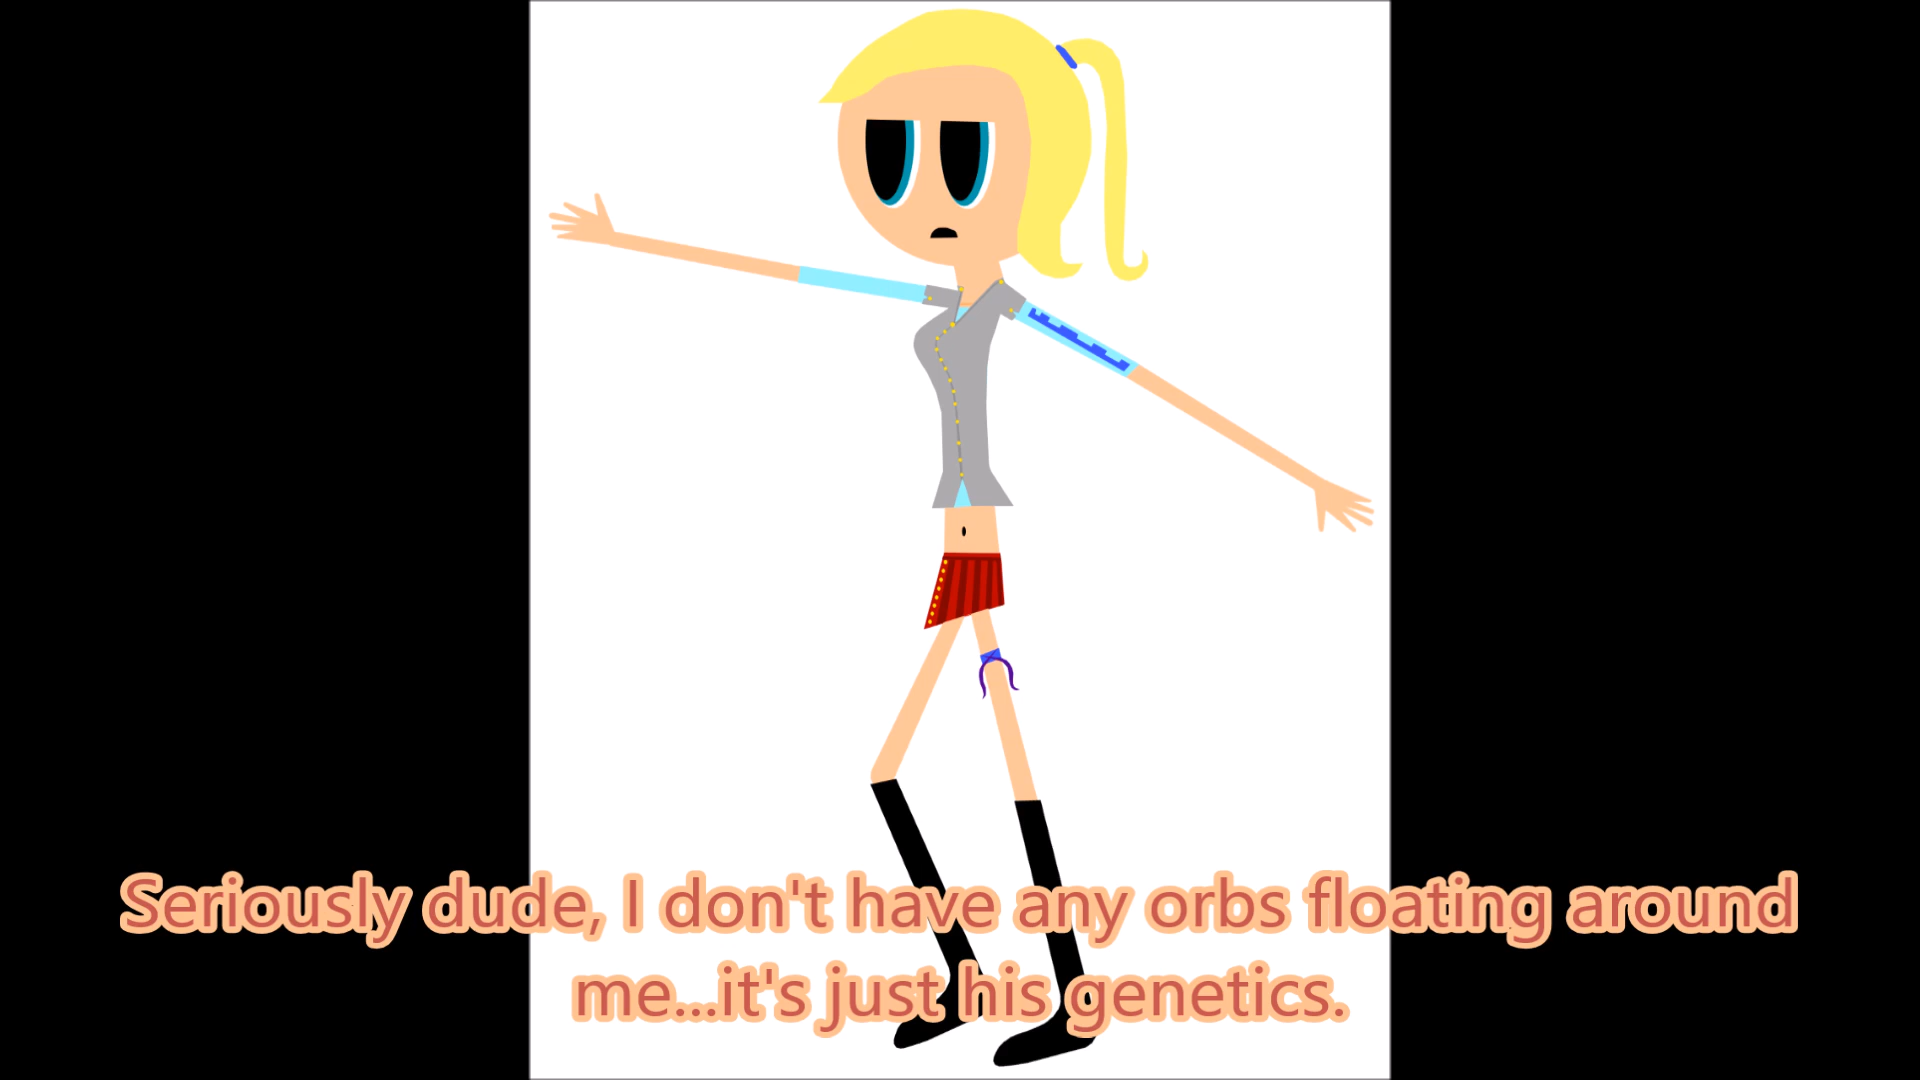 Seriously dude, I don't have any orbs floating around
me...it's just his genetics.